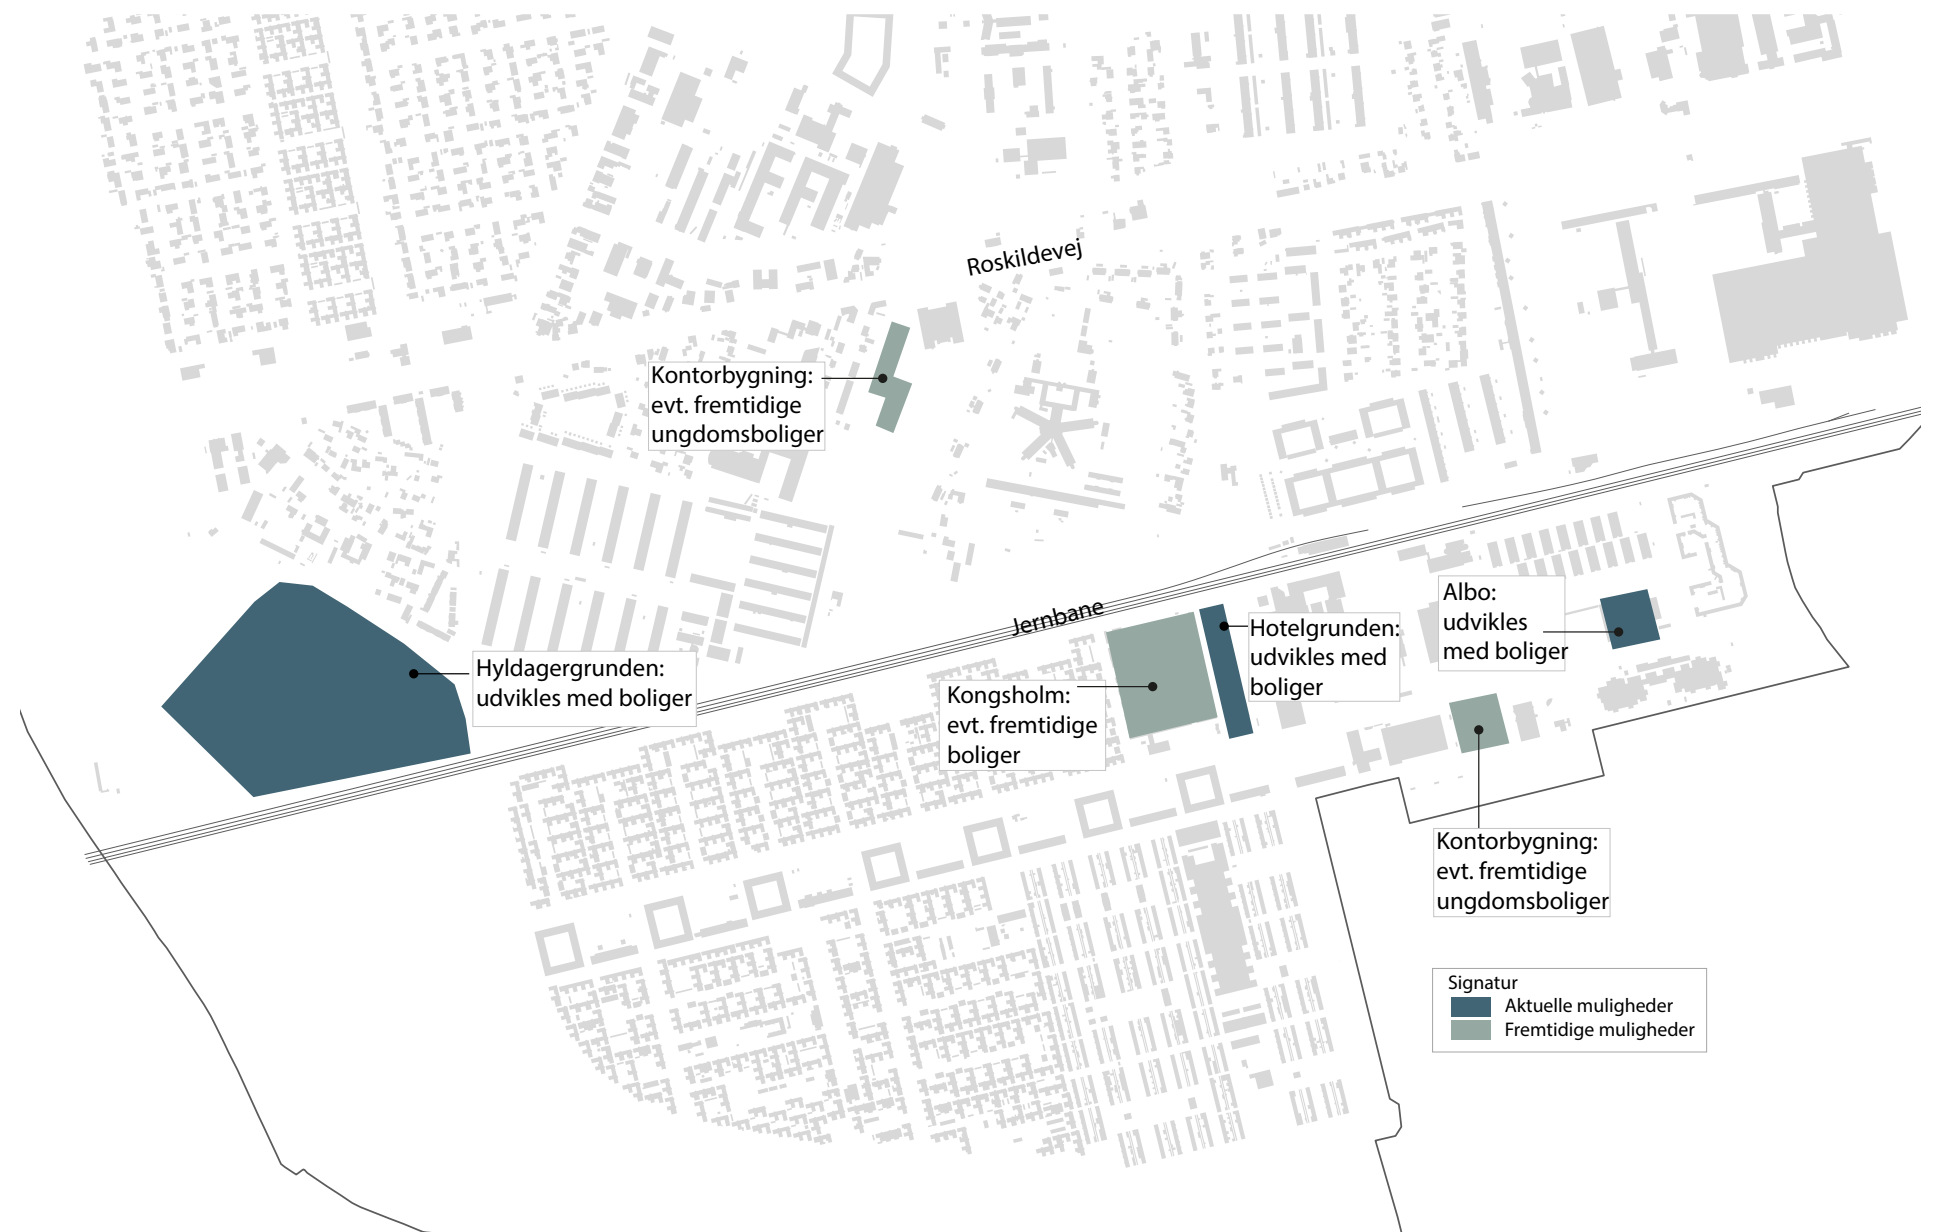 Roskildevej
Kontorbygning:
evt. fremtidige
ungdomsboliger
Jernbane
Albo:
udvikles
med boliger
Hotelgrunden:
udvikles med
boliger
Hyldagergrunden:
udvikles med boliger
Kongsholm:
evt. fremtidige
boliger
Kontorbygning:
evt. fremtidige
ungdomsboliger
Signatur
Aktuelle muligheder
Fremtidige muligheder